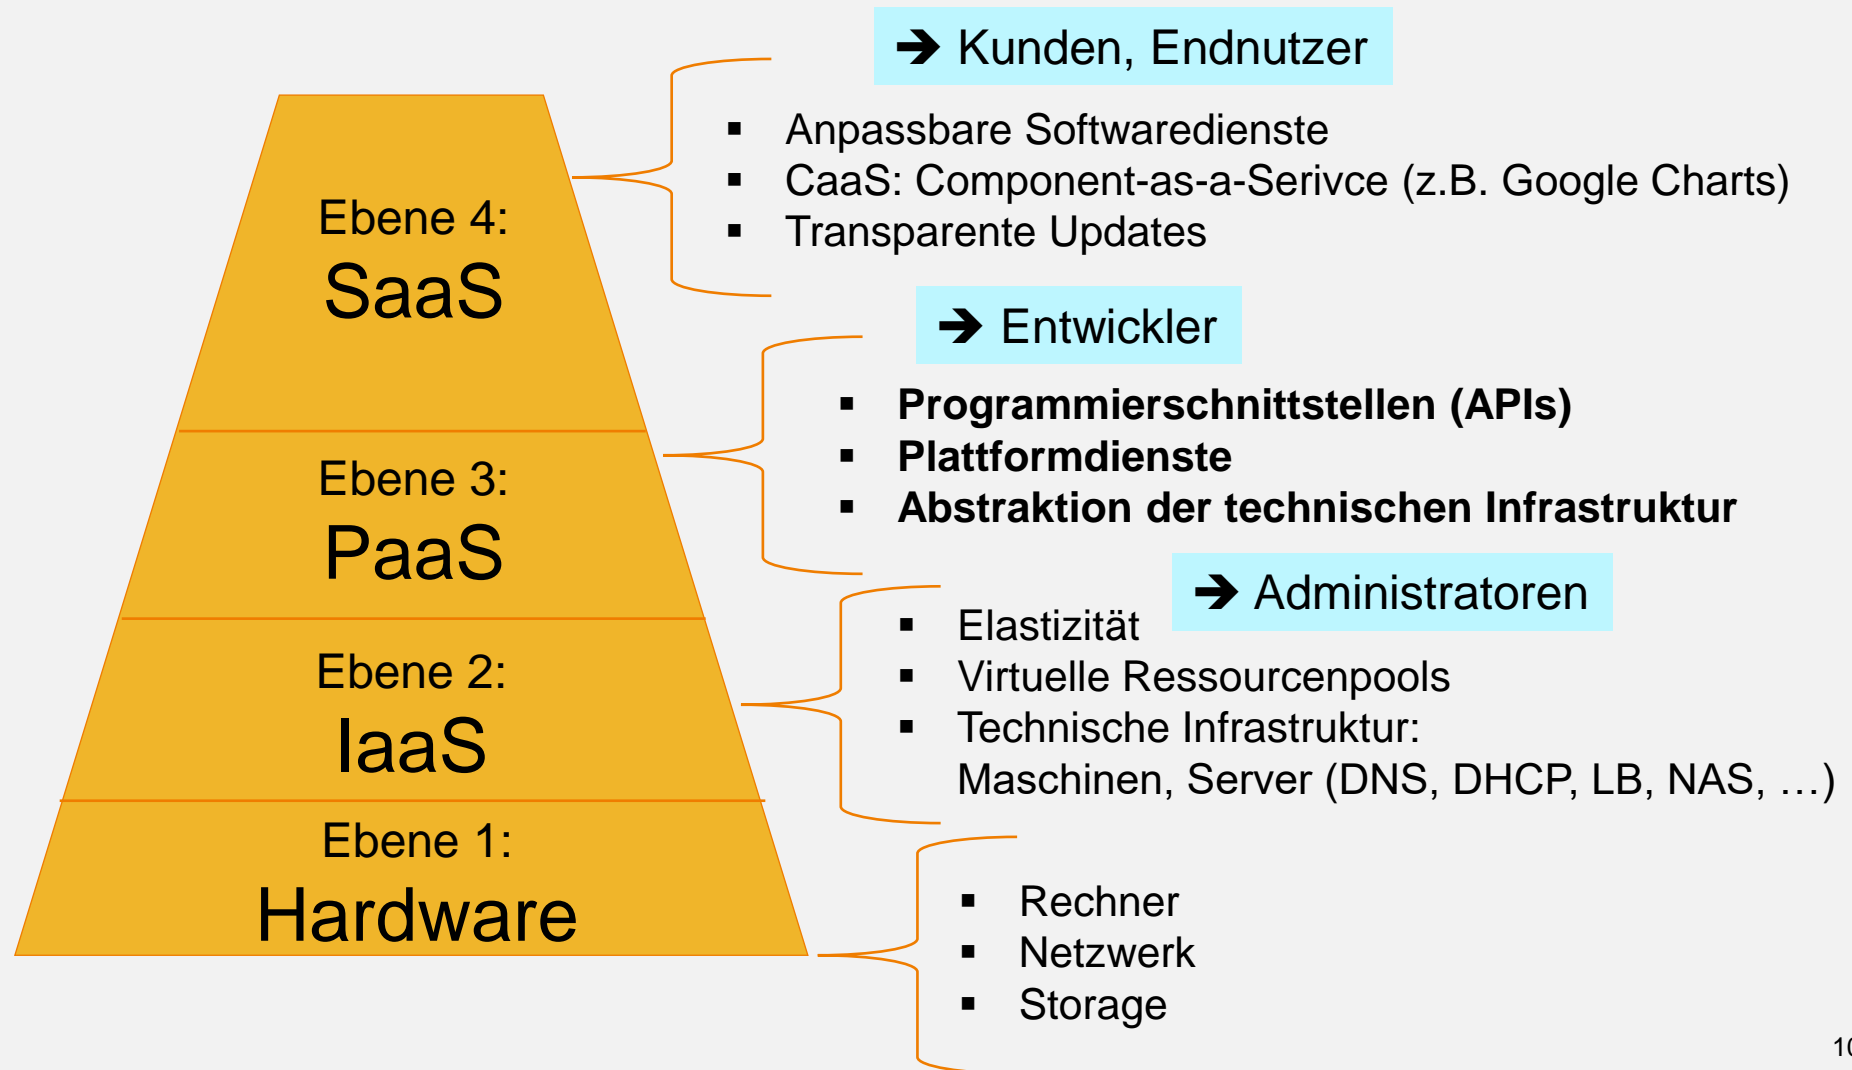 ➔ Kunden, Endnutzer
▪ Anpassbare Softwaredienste
▪ CaaS: Component-as-a-Serivce (z.B. Google Charts)
▪ Transparente Updates
Ebene 4:
SaaS
➔ Entwickler
▪ Programmierschnittstellen (APIs)
▪ Plattformdienste
▪ Abstraktion der technischen Infrastruktur
Ebene 3:
PaaS
➔ Administratoren
▪ Elastizität
▪ Virtuelle Ressourcenpools
▪ Technische Infrastruktur:
Maschinen, Server (DNS, DHCP, LB, NAS, …)
Ebene 2:
IaaS
Ebene 1:
Hardware
▪ Rechner
▪ Netzwerk
▪ Storage